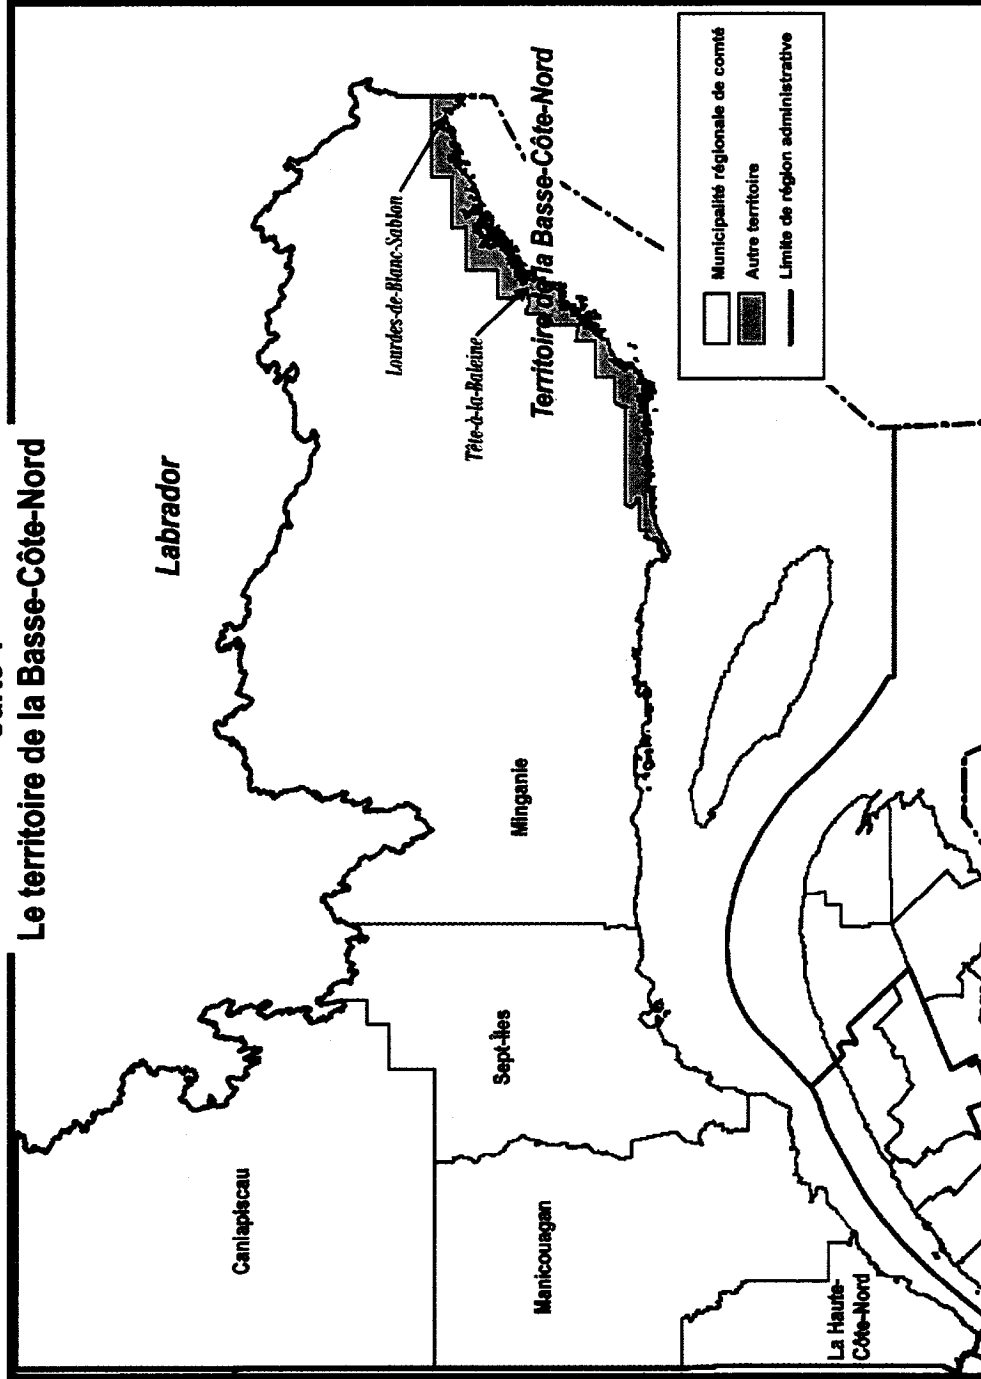 Le territoire de la Basse-Côte-Nord
Labrador
Lourdes-de-Blanc-Sablon
Tête-à-la-Baleine
Territoire de la Basse-Côte-Nord
Caniapiscau
Sept-Îles
Minganie
Manicouagan
La Haute-
Côte-Nord
Municipalité régionale de comté
Autre territoire
Limite de région administrative